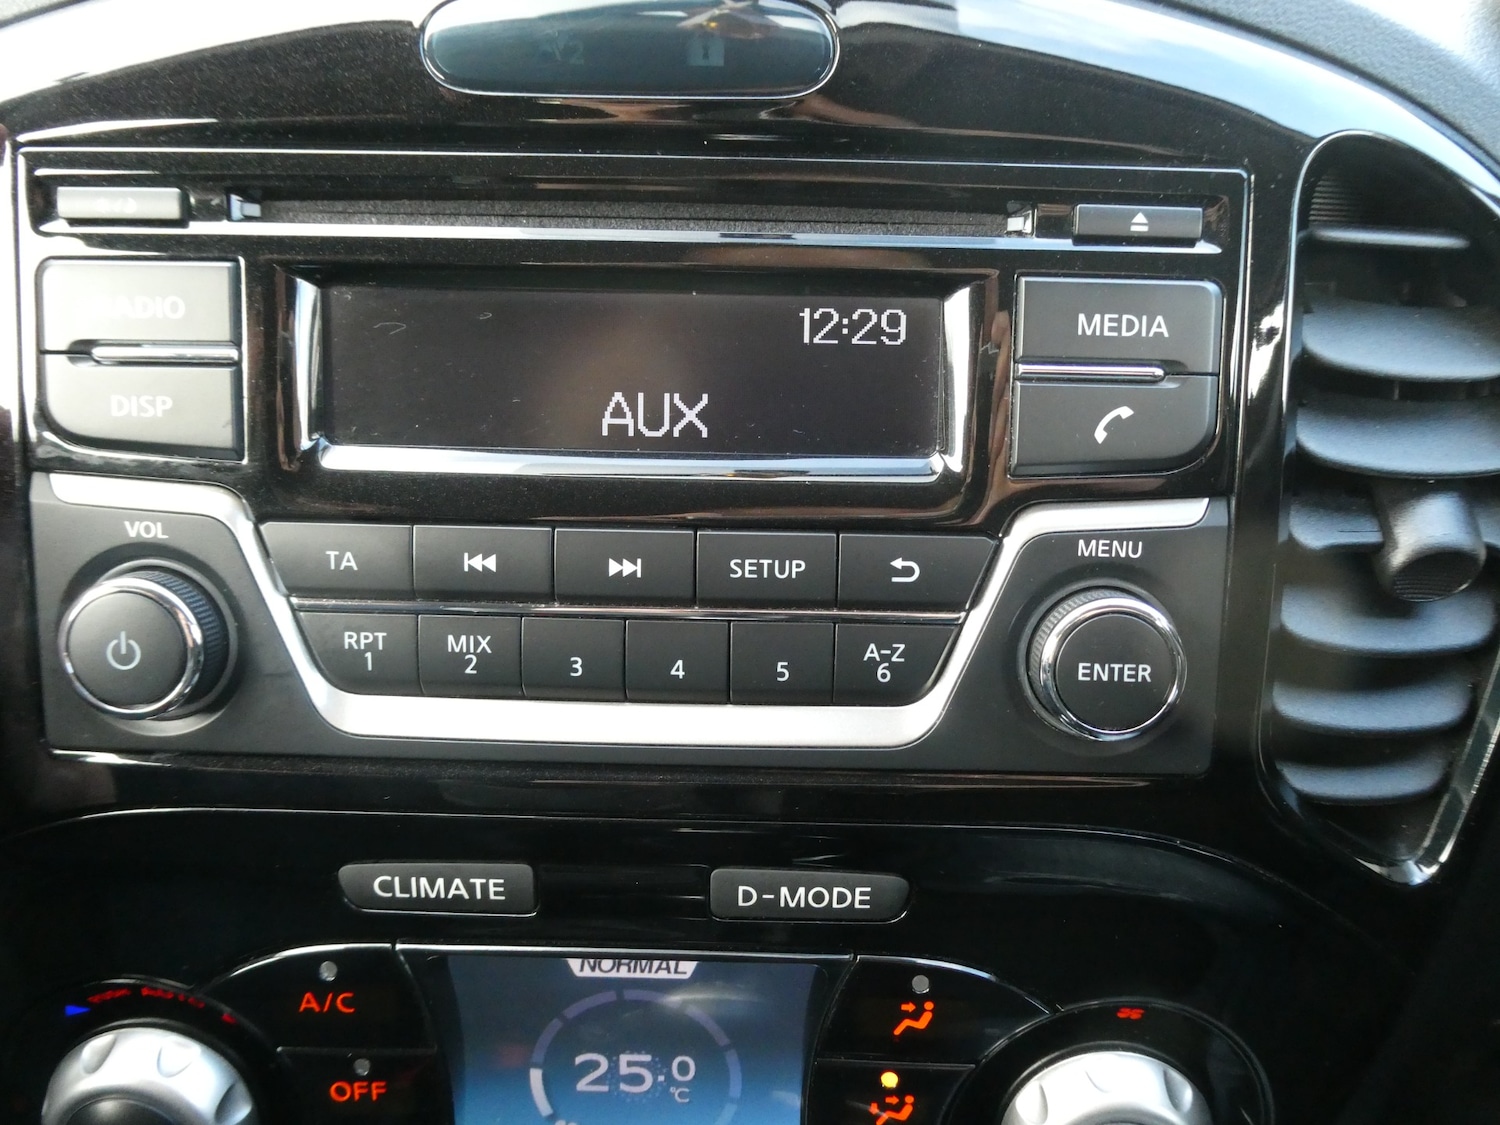 12:29
RADIO
MEDIA
DISP
AUX
VOL
MENU
TA
SETUP
RPT
1
MIX
2
3
4
5
A-Z
6
ENTER
CLIMATE
D-MODE
NORMAL
A/C
25.0
°C
OFF